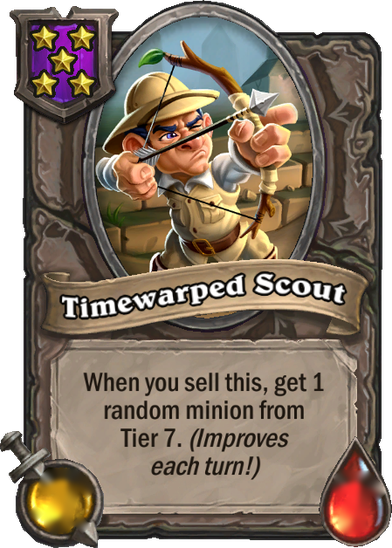 Timewarped Scout
When you sell this, get 1
random minion from
Tier 7. (Improves
each turn!)